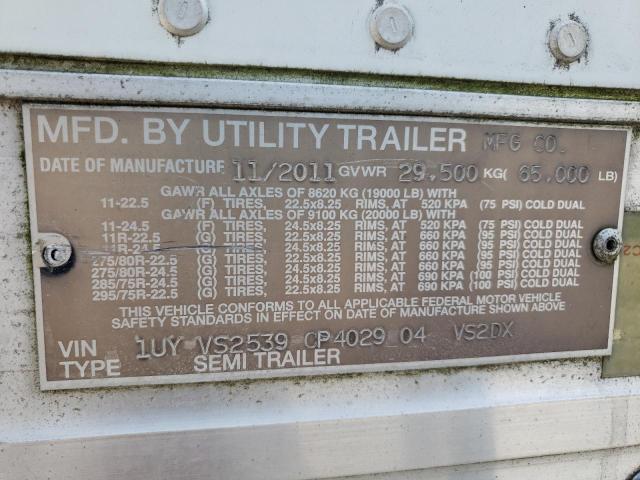 MFD. BY UTILITY TRAILER MFG CO.
DATE OF MANUFACTURE 11/2011 GVWR 29,500 KG( 65,000 LB)
GAWR ALL AXLES OF 8620 KG (19000 LB) WITH
11-22.5 (F) TIRES, 22.5x8.25 RIMS, AT 520 KPA (75 PSI) COLD DUAL
GAWR ALL AXLES OF 9100 KG (20000 LB) WITH
11-24.5 (F) TIRES, 24.5x8.25 RIMS, AT 520 KPA (75 PSI) COLD DUAL
11R-22.5 (G) TIRES, 22.5x8.25 RIMS, AT 660 KPA (95 PSI) COLD DUAL
11R-24.5 (G) TIRES, 24.5x8.25 RIMS, AT 660 KPA (95 PSI) COLD DUAL
275/80R-22.5 (G) TIRES, 22.5x8.25 RIMS, AT 660 KPA (95 PSI) COLD DUAL
275/80R-24.5 (G) TIRES, 24.5x8.25 RIMS, AT 660 KPA (95 PSI) COLD DUAL
285/75R-24.5 (G) TIRES, 24.5x8.25 RIMS, AT 690 KPA (100 PSI) COLD DUAL
295/75R-22.5 (G) TIRES, 22.5x8.25 RIMS, AT 690 KPA (100 PSI) COLD DUAL
THIS VEHICLE CONFORMS TO ALL APPLICABLE FEDERAL MOTOR VEHICLE
SAFETY STANDARDS IN EFFECT ON DATE OF MANUFACTURE SHOWN ABOVE
VIN 1UY VS2539 CP4029 04 VS2DX
TYPE SEMI TRAILER